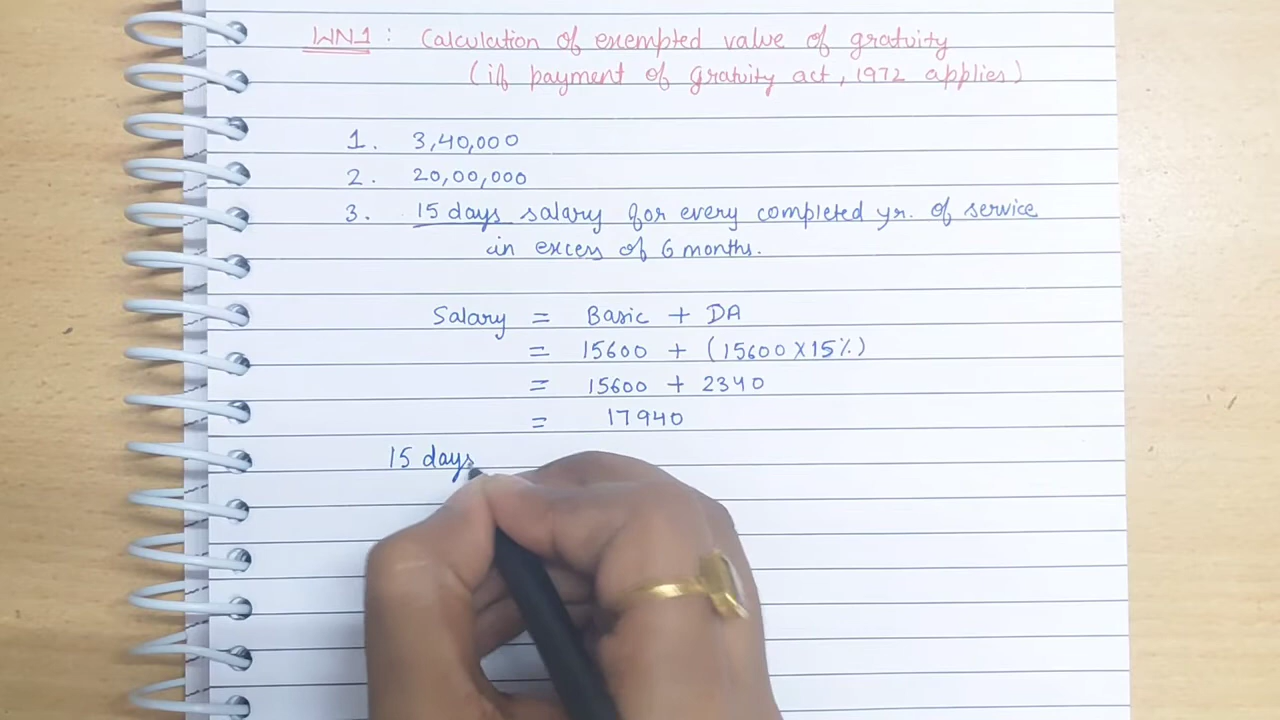 WN1 : Calculation of exempted value of gratuity
(if payment of gratuity act, 1972 applies)
1. 3,40,000
2. 20,00,000
3. 15 days salary for every completed yr. of service
in excess of 6 months.
Salary = Basic + DA
= 15600 + (15600 X 15%)
= 15600 + 2340
= 17940
15 days